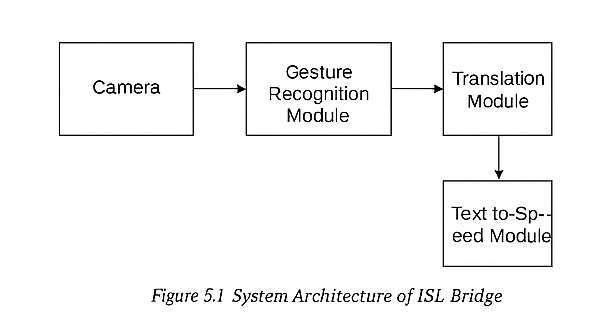 Camera
Gesture
Recognition
Module
Translation
Module
Text to-Sp--
eed Module
Figure 5.1 System Architecture of ISL Bridge